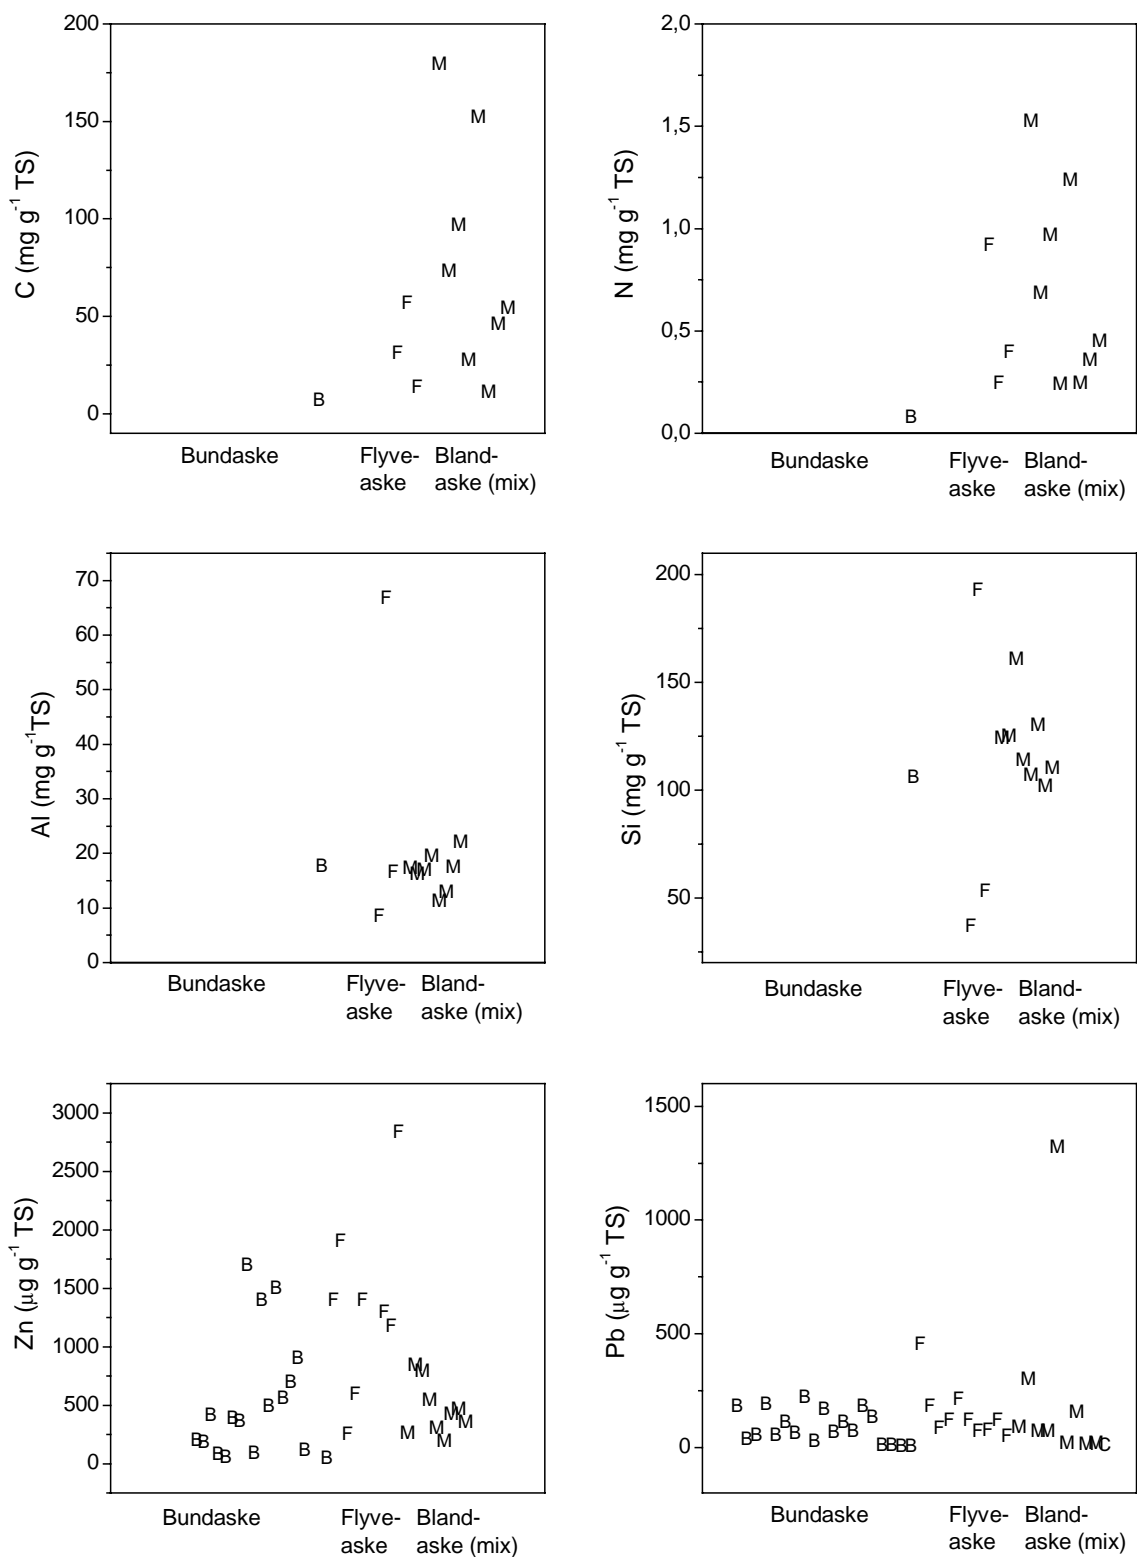 200
150
100
50
0
C (mg g⁻¹ TS)
M
M
M
M
F
M
M
F
M
F
M
B
Bundaske
Flyve-
aske
Bland-
aske (mix)
2,0
1,5
1,0
0,5
0,0
N (mg g⁻¹ TS)
M
M
M
F
M
M
F
M
F
M
M
B
Bundaske
Flyve-
aske
Bland-
aske (mix)
70
60
50
40
30
20
10
0
Al (mg g⁻¹TS)
F
M
M
B
F
M
M
M
M
M
M
F
Bundaske
Flyve-
aske
Bland-
aske (mix)
200
150
100
50
Si (mg g⁻¹ TS)
F
M
M
M
M
M
M
M
M
M
B
F
F
Bundaske
Flyve-
aske
Bland-
aske (mix)
3000
2500
2000
1500
1000
500
0
Zn (µg g⁻¹ TS)
B B B B B B B B B B B B B B B B B B B
F F F F F F F F
M M M M M M M M M
Bundaske
Flyve-
aske
Bland-
aske (mix)
1500
1000
500
0
Pb (µg g⁻¹ TS)
B B B B B B B B B B B B B B B B B B B
F F F F F F F F F F
M M M M M M M M M C
Bundaske
Flyve-
aske
Bland-
aske (mix)